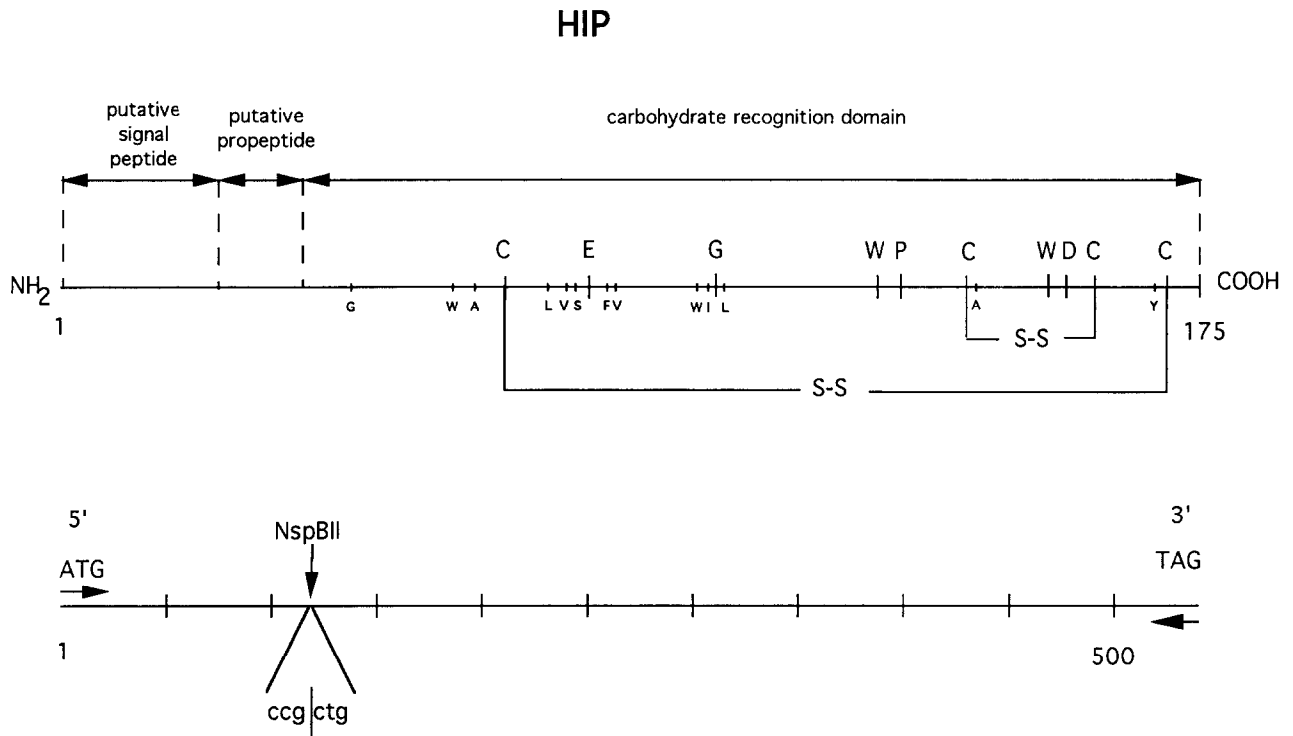 HIP
putative
signal
peptide
putative
propeptide
carbohydrate recognition domain
C E G W P C W D C C
NH2 COOH
G W A L V S F V W I L A Y
1 175
S-S
S-S
5' NspBII 3'
ATG TAG
1 500
ccg ctg